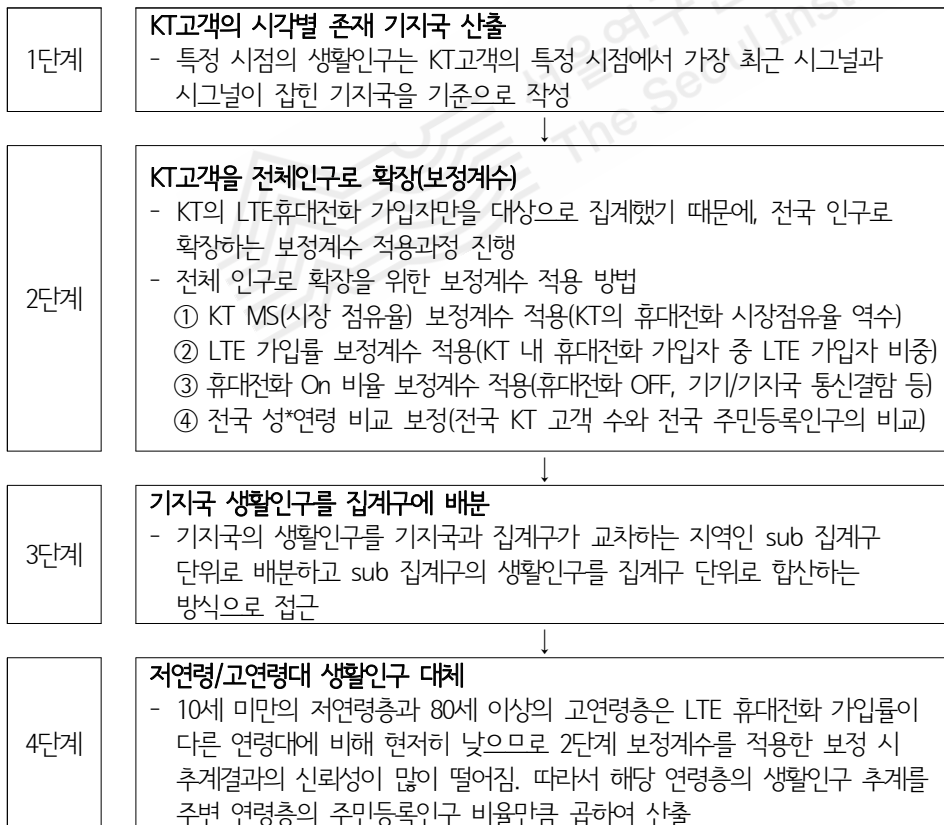 1단계
KT고객의 시각별 존재 기지국 산출
- 특정 시점의 생활인구는 KT고객의 특정 시점에서 가장 최근 시그널과
시그널이 잡힌 기지국을 기준으로 작성
↓
2단계
KT고객을 전체인구로 확장(보정계수)
- KT의 LTE휴대전화 가입자만을 대상으로 집계했기 때문에, 전국 인구로
확장하는 보정계수 적용과정 진행
- 전체 인구로 확장을 위한 보정계수 적용 방법
① KT MS(시장 점유율) 보정계수 적용(KT의 휴대전화 시장점유율 역수)
② LTE 가입률 보정계수 적용(KT 내 휴대전화 가입자 중 LTE 가입자 비중)
③ 휴대전화 On 비율 보정계수 적용(휴대전화 OFF, 기기/기지국 통신결함 등)
④ 전국 성*연령 비교 보정(전국 KT 고객 수와 전국 주민등록인구의 비교)
↓
3단계
기지국 생활인구를 집계구에 배분
- 기지국의 생활인구를 기지국과 집계구가 교차하는 지역인 sub 집계구
단위로 배분하고 sub 집계구의 생활인구를 집계구 단위로 합산하는
방식으로 접근
↓
4단계
저연령/고연령대 생활인구 대체
- 10세 미만의 저연령층과 80세 이상의 고연령층은 LTE 휴대전화 가입률이
다른 연령대에 비해 현저히 낮으므로 2단계 보정계수를 적용한 보정 시
추계결과의 신뢰성이 많이 떨어짐. 따라서 해당 연령층의 생활인구 추계를
주변 연령층의 주민등록인구 비율만큼 곱하여 산출